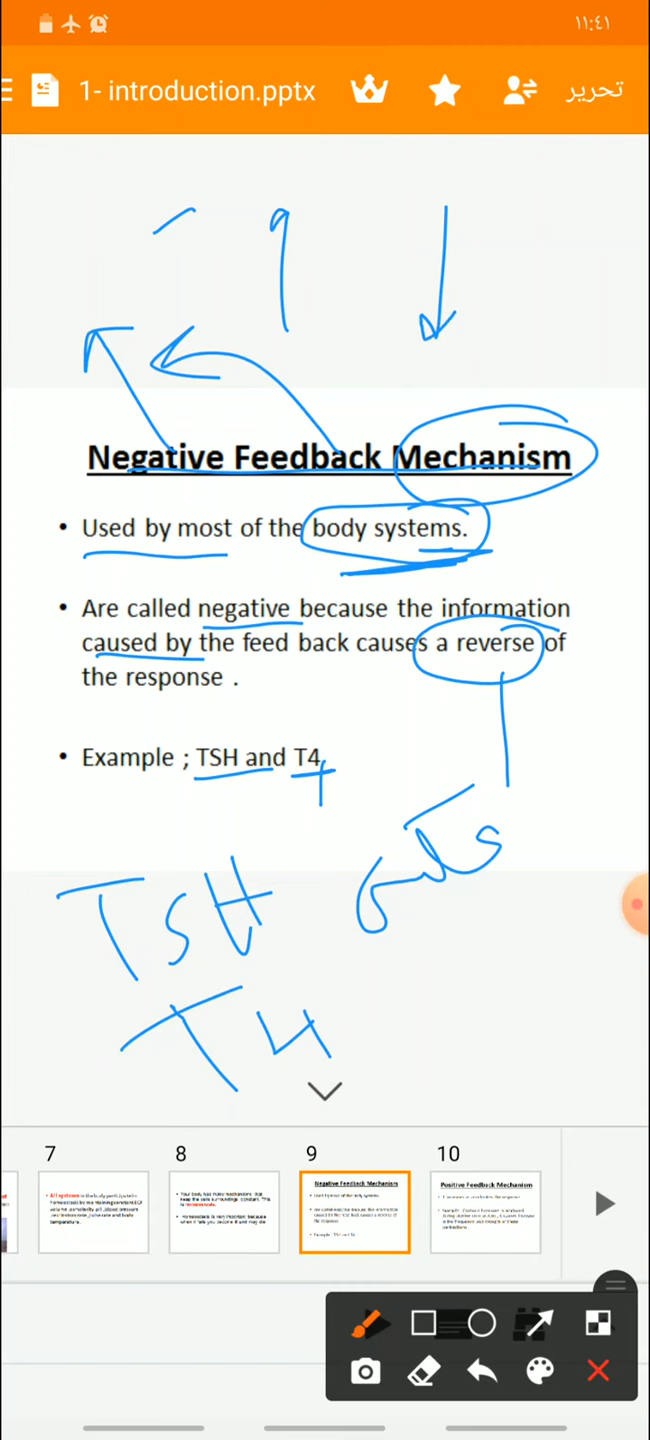 ١١:٤١
1- introduction.pptx
تحرير
Negative Feedback Mechanism
• Used by most of the body systems.
• Are called negative because the information
caused by the feed back causes a reverse of
the response .
• Example ; TSH and T4
TSH
T4
7
8
9
10
Negative Feedback Mechanism
Positive Feedback Mechanism